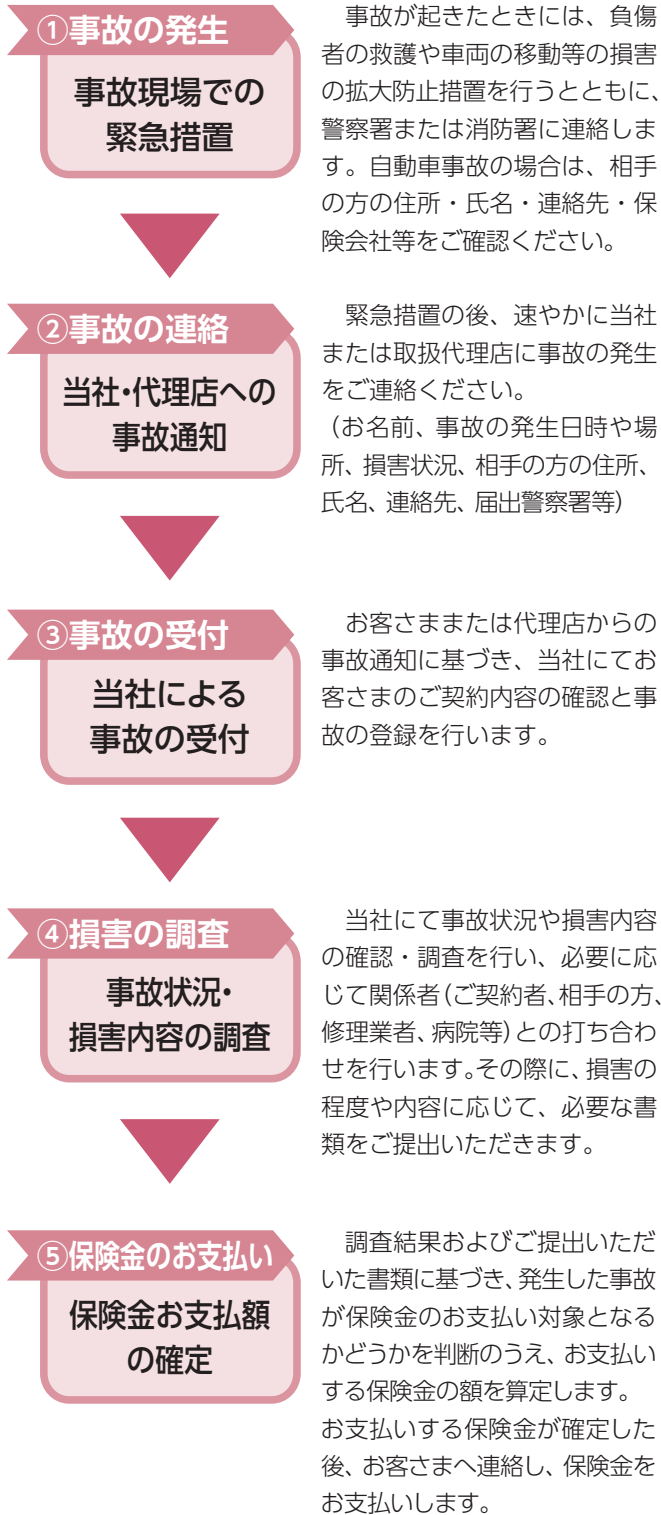 ①事故の発生
事故現場での
緊急措置
　事故が起きたときには、負傷
者の救護や車両の移動等の損害
の拡大防止措置を行うとともに、
警察署または消防署に連絡しま
す。自動車事故の場合は、相手
の方の住所・氏名・連絡先・保
険会社等をご確認ください。
②事故の連絡
当社・代理店への
事故通知
　緊急措置の後、速やかに当社
または取扱代理店に事故の発生
をご連絡ください。
（お名前、事故の発生日時や場
所、損害状況、相手の方の住所、
氏名、連絡先、届出警察署等）
③事故の受付
当社による
事故の受付
　お客さままたは代理店からの
事故通知に基づき、当社にてお
客さまのご契約内容の確認と事
故の登録を行います。
④損害の調査
事故状況・
損害内容の調査
　当社にて事故状況や損害内容
の確認・調査を行い、必要に応
じて関係者（ご契約者、相手の方、
修理業者、病院等）との打ち合わ
せを行います。その際に、損害の
程度や内容に応じて、必要な書
類をご提出いただきます。
⑤保険金のお支払い
保険金お支払額
の確定
　調査結果およびご提出いただ
いた書類に基づき、発生した事故
が保険金のお支払い対象となる
かどうかを判断のうえ、お支払い
する保険金の額を算定します。
お支払いする保険金が確定した
後、お客さまへ連絡し、保険金を
お支払いします。